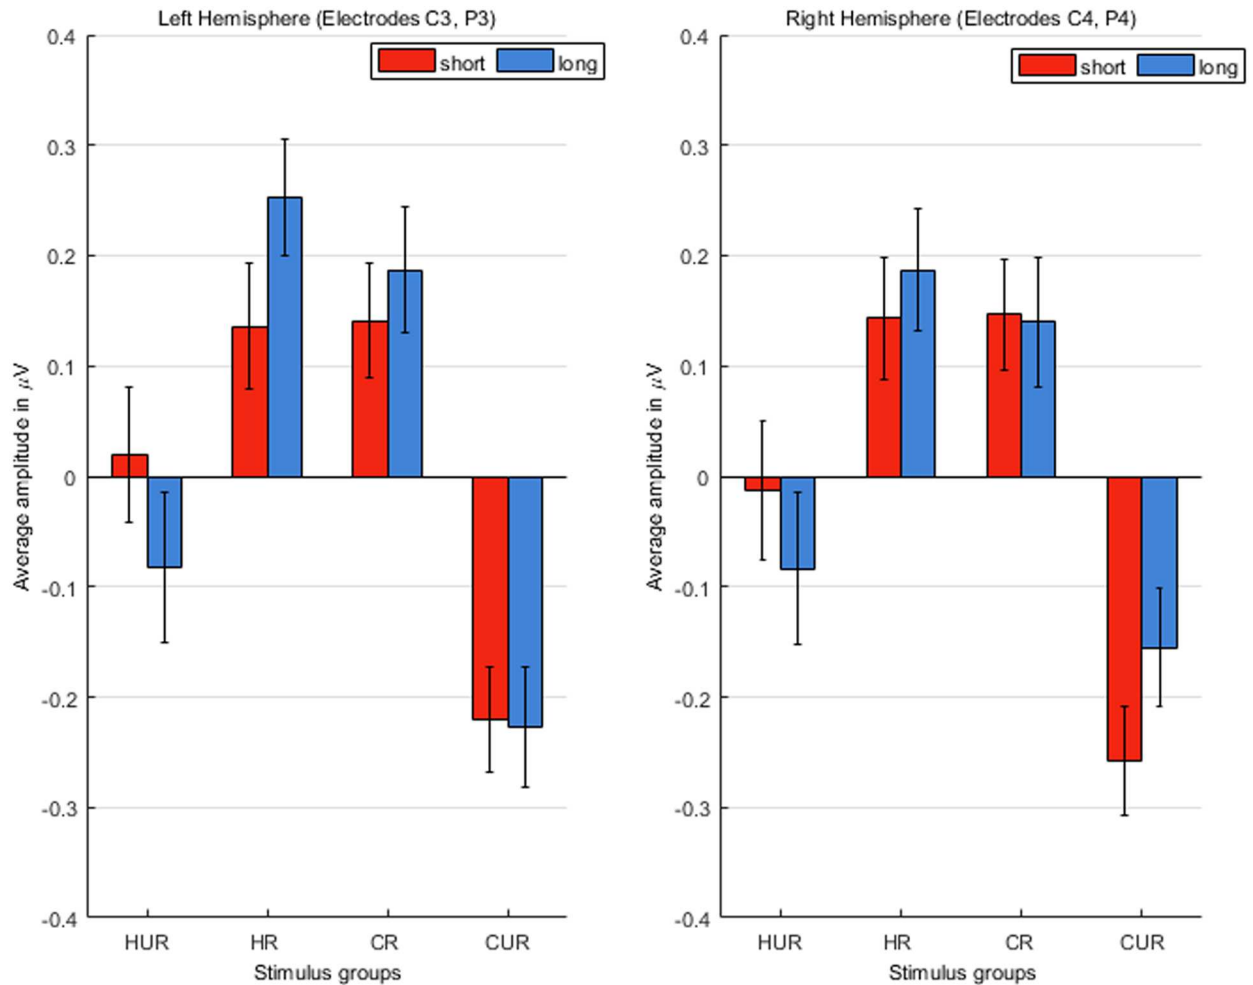 Left Hemisphere (Electrodes C3, P3)
short long
0.4
0.3
0.2
0.1
0
-0.1
-0.2
-0.3
-0.4
Average amplitude in μV
HUR HR CR CUR
Stimulus groups
Right Hemisphere (Electrodes C4, P4)
short long
0.4
0.3
0.2
0.1
0
-0.1
-0.2
-0.3
-0.4
Average amplitude in μV
HUR HR CR CUR
Stimulus groups